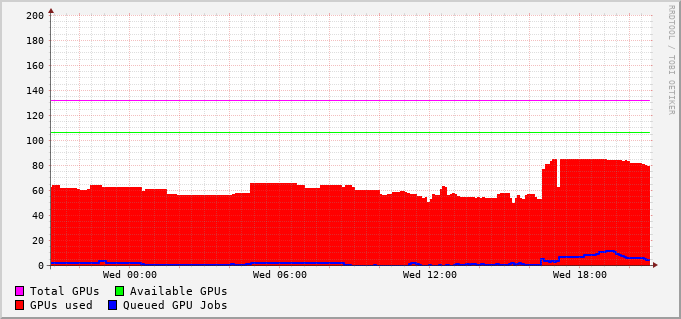 200
180
160
140
120
100
80
60
40
20
0
Wed 00:00 Wed 06:00 Wed 12:00 Wed 18:00
Total GPUs Available GPUs
GPUs used Queued GPU Jobs
RRDTOOL / TOBI OETIKER